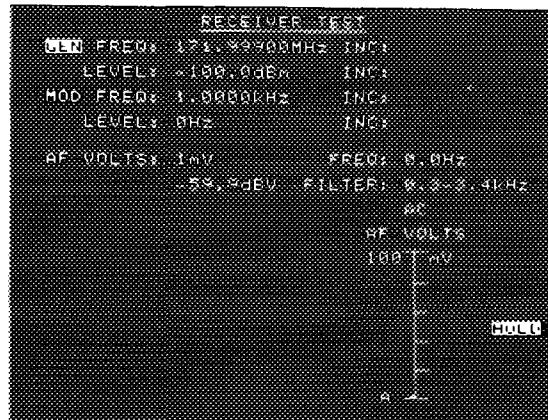 RECEIVER TEST
GEN FREQ: 171.99900MHz INC:
LEVEL: -100.0dBm INC:
MOD FREQ: 1.0000kHz INC:
LEVEL: 0Hz INC:
AF VOLTS: 1mV FREQ: 0.0Hz
-59.9dBV FILTER: 0.3-3.4kHz
AC
AF VOLTS
100 mV
HOLD
A